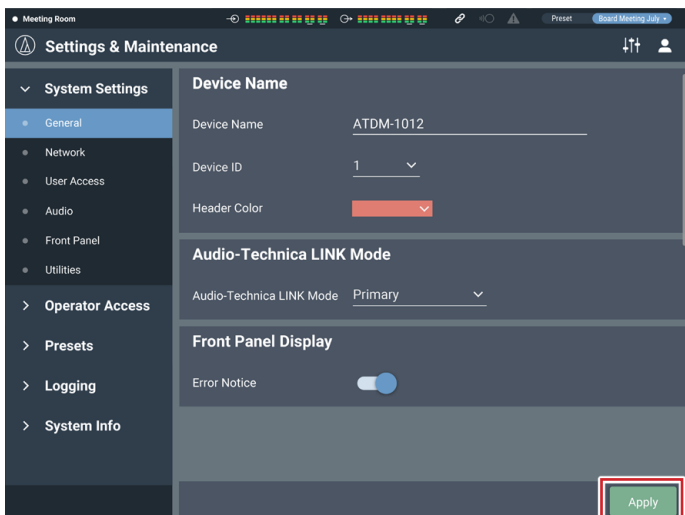 Meeting Room
Preset
Board Meeting July
Settings & Maintenance
System Settings
General
Network
User Access
Audio
Front Panel
Utilities
Operator Access
Presets
Logging
System Info
Device Name
Device Name ATDM-1012
Device ID 1
Header Color
Audio-Technica LINK Mode
Audio-Technica LINK Mode Primary
Front Panel Display
Error Notice
Apply